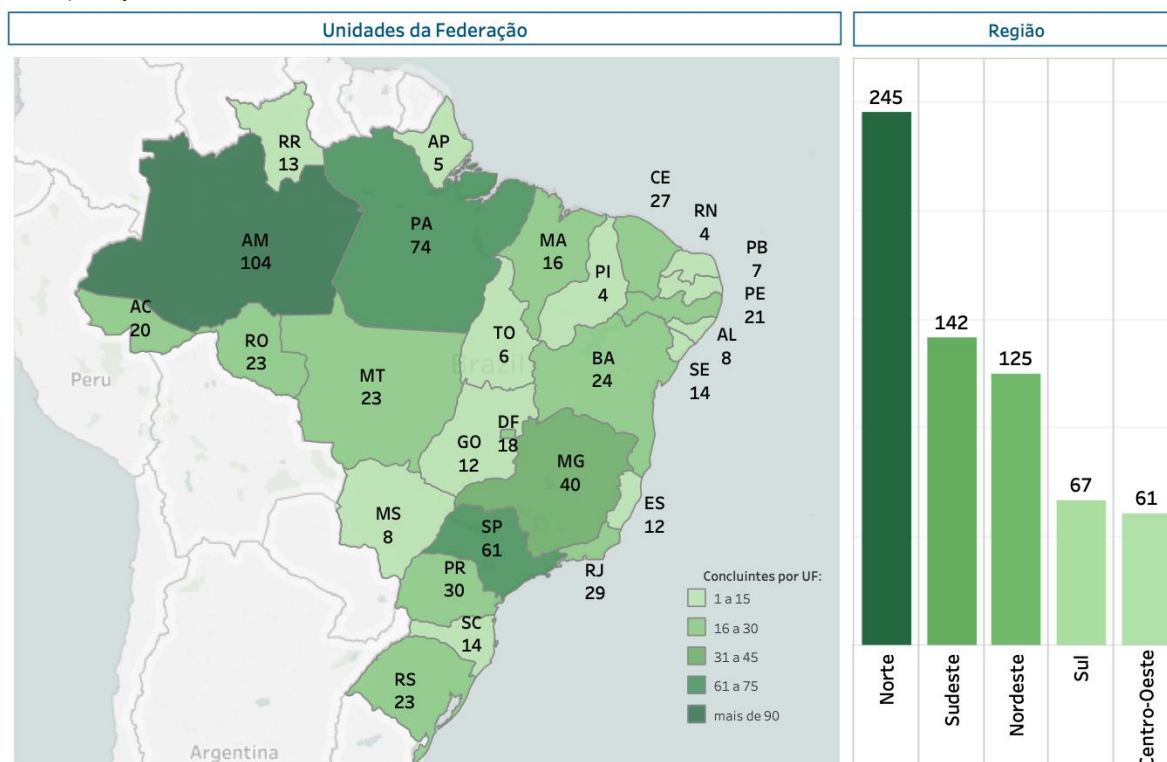 Unidades da Federação
Região
RR
13
AP
5
AM
104
PA
74
MA
16
CE
27
RN
4
PB
7
PI
4
PE
21
AC
20
RO
23
TO
6
AL
8
SE
14
BA
24
MT
23
Brazil
Peru
DF
18
GO
12
MG
40
ES
12
MS
8
SP
61
RJ
29
PR
30
SC
14
RS
23
Argentina
Concluintes por UF:
1 a 15
16 a 30
31 a 45
61 a 75
mais de 90
245
142
125
67
61
Norte
Sudeste
Nordeste
Sul
Centro-Oeste